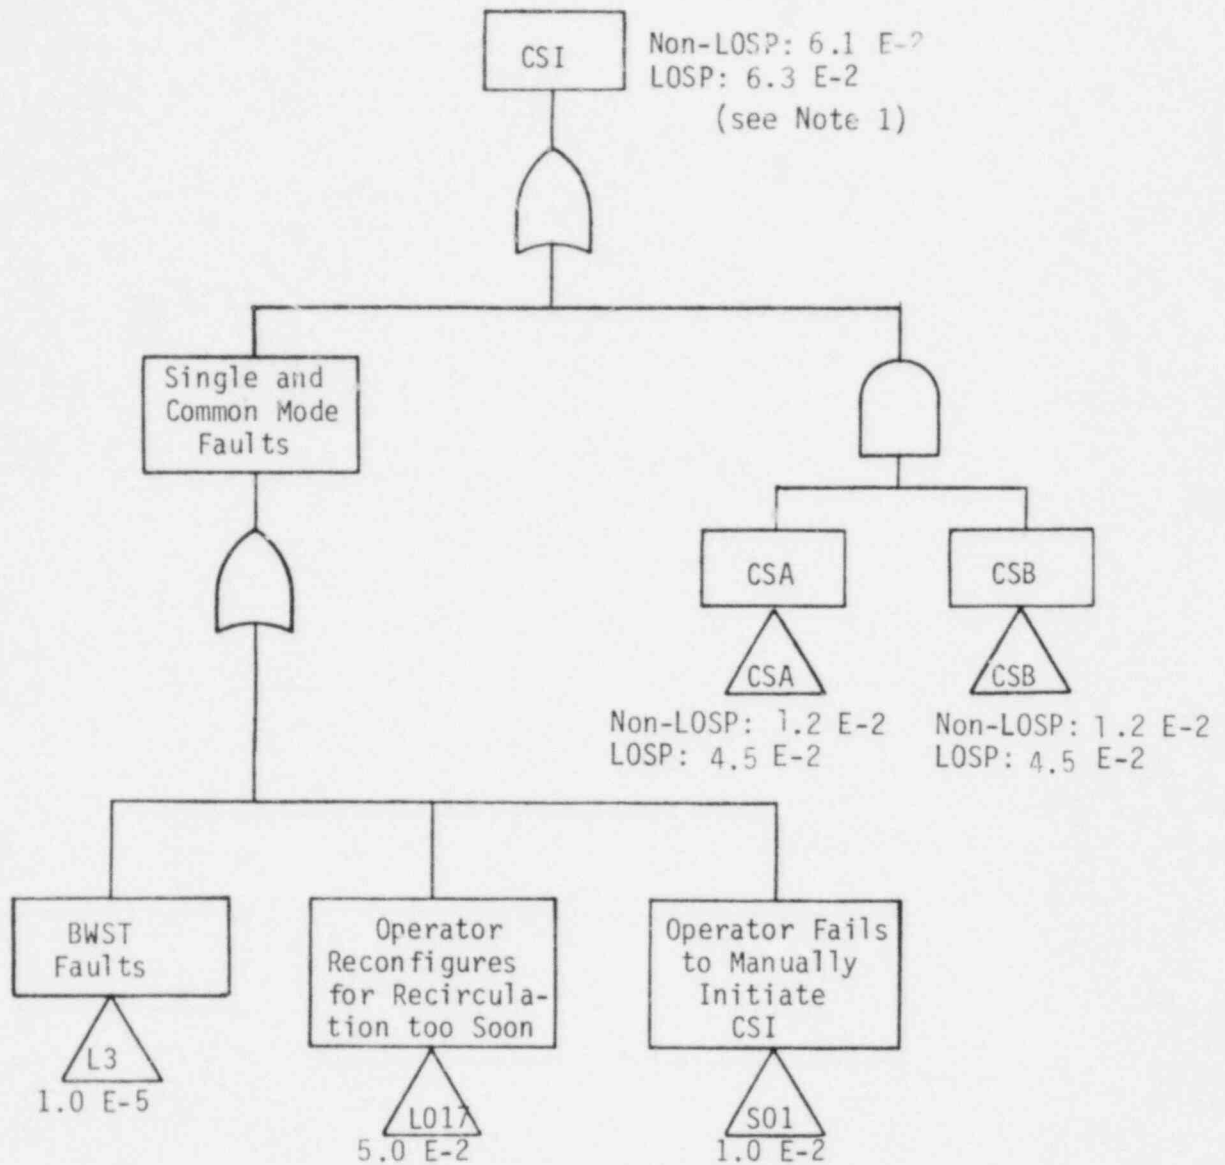 CSI
Non-LOSP: 6.1 E-2
LOSP: 6.3 E-2
(see Note 1)
Single and
Common Mode
Faults
CSA
CSB
CSA
CSB
Non-LOSP: 1.2 E-2
LOSP: 4.5 E-2
Non-LOSP: 1.2 E-2
LOSP: 4.5 E-2
BWST
Faults
Operator
Reconfigures
for Recircula-
tion too Soon
Operator Fails
to Manually
Initiate
CSI
L3
1.0 E-5
LO17
5.0 E-2
SO1
1.0 E-2